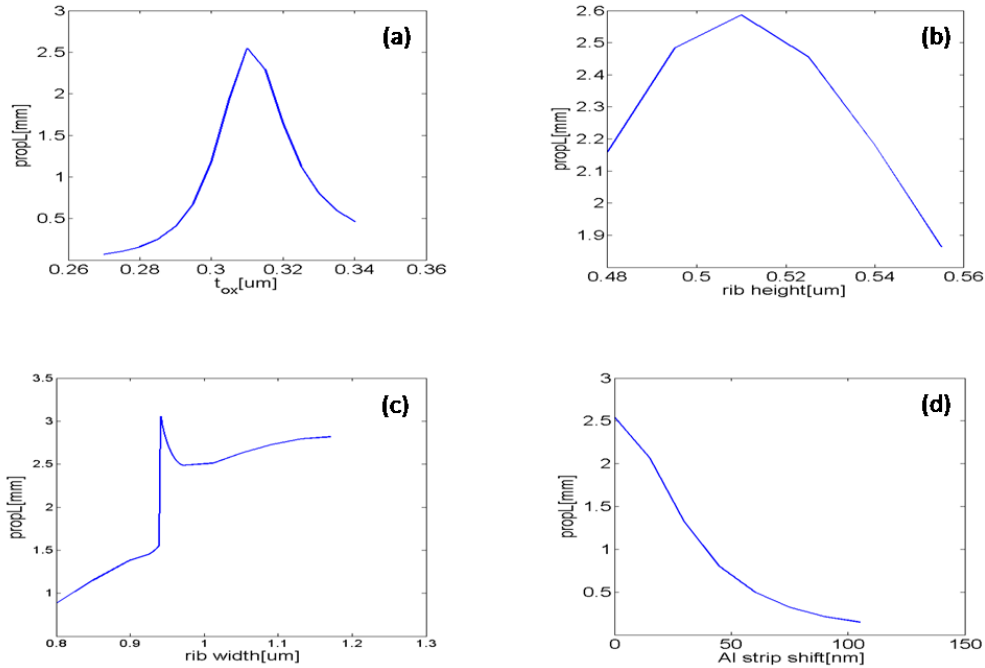 (a)
3
2.5
2
1.5
1
0.5
propL[mm]
0.26 0.28 0.3 0.32 0.34 0.36
tox[um]
(b)
2.6
2.5
2.4
2.3
2.2
2.1
2
1.9
propL[mm]
0.48 0.5 0.52 0.54 0.56
rib height[um]
(c)
3.5
3
2.5
2
1.5
1
propL[mm]
0.8 0.9 1 1.1 1.2 1.3
rib width[um]
(d)
3
2.5
2
1.5
1
0.5
propL[mm]
0 50 100 150
Al strip shift[nm]